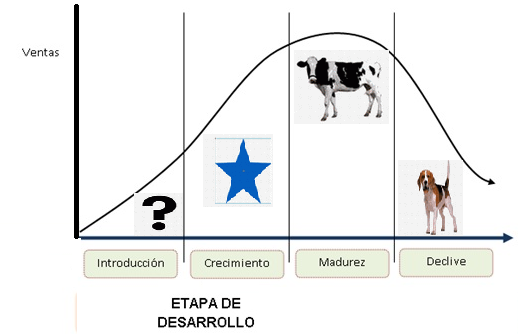 Ventas
?
Introducción
Crecimiento
Madurez
Declive
ETAPA DE
DESARROLLO